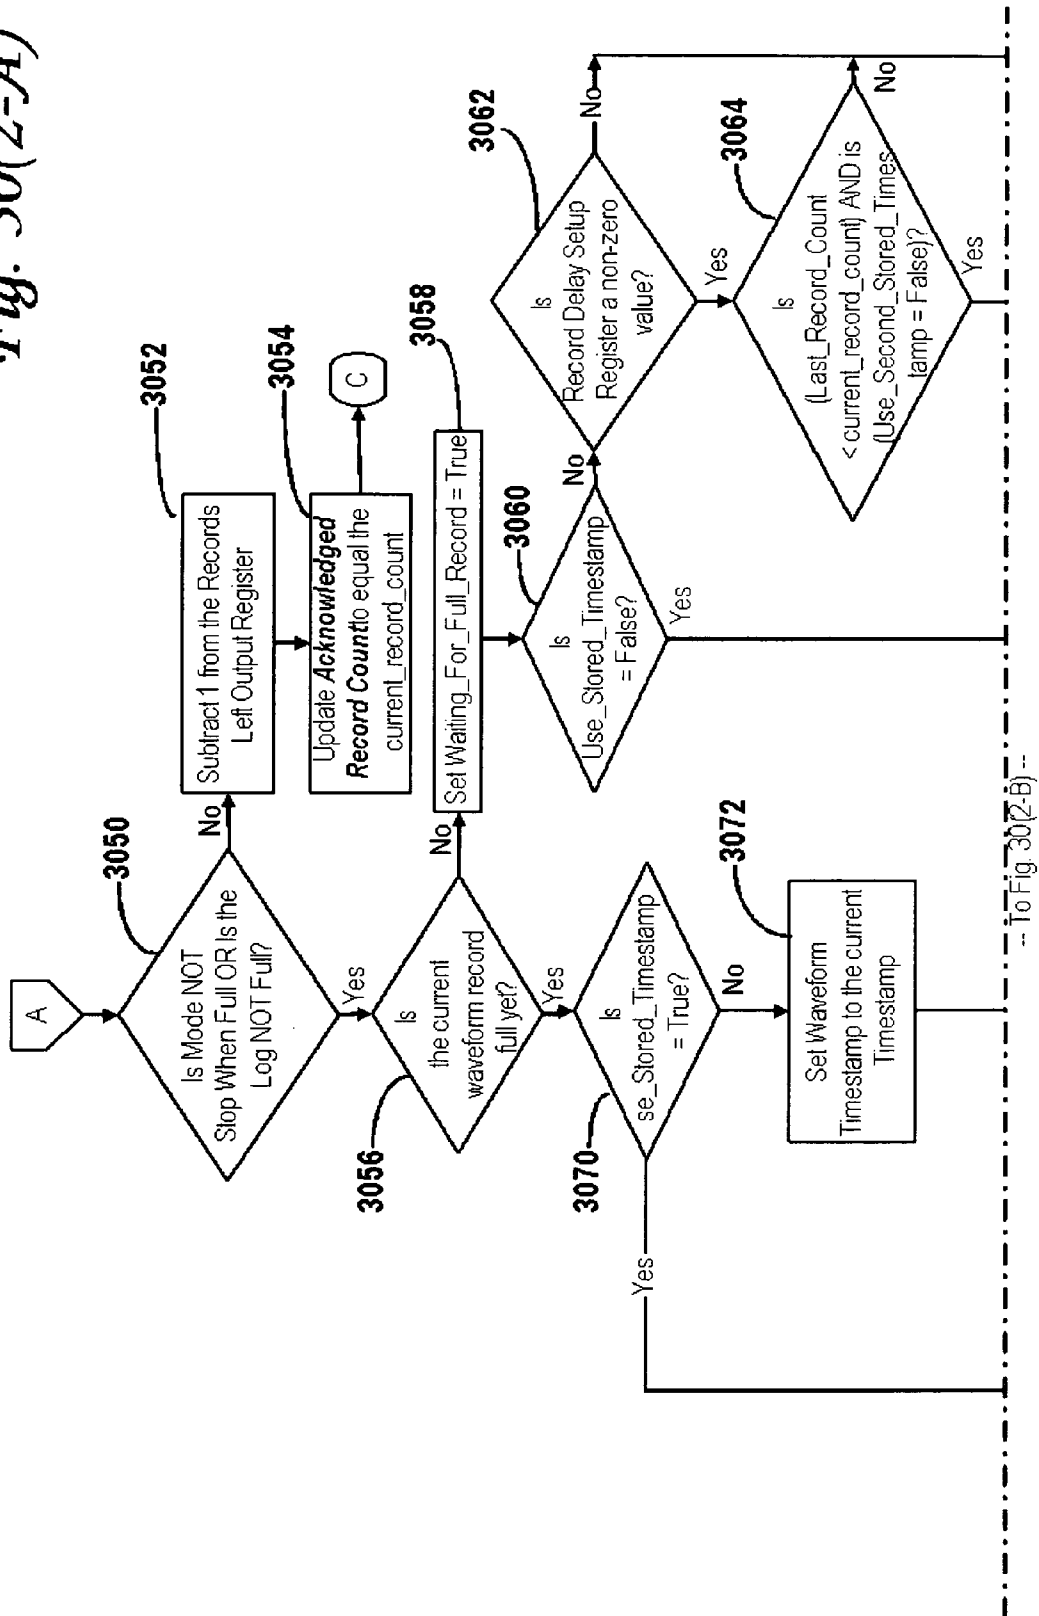 Fig. 30(2-A)
A
3050
Is Mode NOT
Stop When Full OR Is the
Log NOT Full?
No
Yes
3052
Subtract 1 from the Records
Left Output Register
3054
Update Acknowledged
Record Countto equal the
current_record_count
C
3056
Is
the current
waveform record
full yet?
No
Yes
3058
Set Waiting_For_Full_Record = True
3060
Is
Use_Stored_Timestamp
= False?
No
Yes
3062
Is
Record Delay Setup
Register a non-zero
value?
No
Yes
3064
Is
(Last_Record_Count
< current_record_count) AND is
(Use_Second_Stored_Times
tamp = False)?
No
Yes
3070
Is
se_Stored_Timestamp
= True?
Yes
No
3072
Set Waveform
Timestamp to the current
Timestamp
-- To Fig. 30(2-B) --